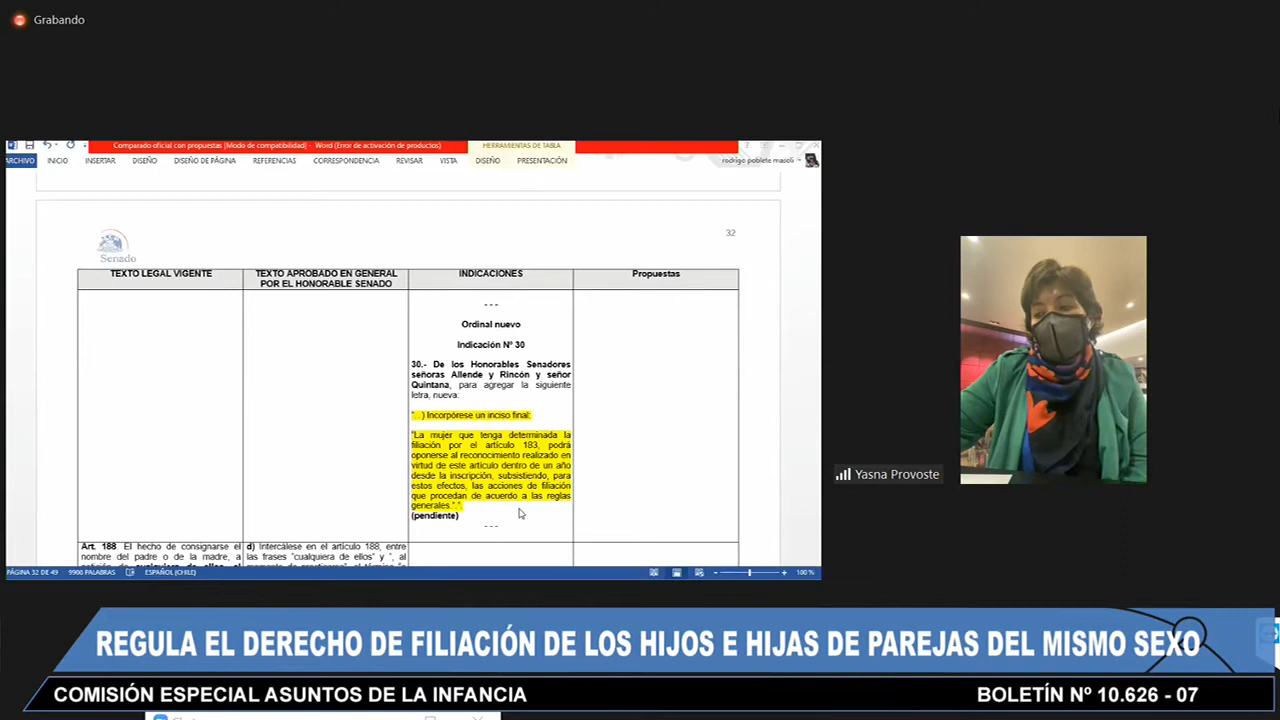 Grabando
Comparado oficial con propuestas [Modo de compatibilidad] - Word (Error de activación de productos)
HERRAMIENTAS DE TABLA
ARCHIVO INICIO INSERTAR DISEÑO DISEÑO DE PÁGINA REFERENCIAS CORRESPONDENCIA REVISAR VISTA DISEÑO PRESENTACIÓN
rodrigo poblete masoli
32
Senado
TEXTO LEGAL VIGENTE
TEXTO APROBADO EN GENERAL
POR EL HONORABLE SENADO
INDICACIONES
Propuestas
- - -
Ordinal nuevo
Indicación Nº 30
30.- De los Honorables Senadores
señoras Allende y Rincón y señor
Quintana, para agregar la siguiente
letra, nueva:
"...) Incorpórese un inciso final:
"La mujer que tenga determinada la
filiación por el artículo 183, podrá
oponerse al reconocimiento realizado en
virtud de este artículo dentro de un año
desde la inscripción, subsistiendo, para
estos efectos, las acciones de filiación
que procedan de acuerdo a las reglas
generales.".".
(pendiente)
- - -
Art. 188. El hecho de consignarse el
nombre del padre o de la madre, a
d) Intercálese en el artículo 188, entre
las frases "cualquiera de ellos" y ", al
PÁGINA 32 DE 49 9906 PALABRAS ESPAÑOL (CHILE)
100 %
Yasna Provoste
REGULA EL DERECHO DE FILIACIÓN DE LOS HIJOS E HIJAS DE PAREJAS DEL MISMO SEXO
COMISIÓN ESPECIAL ASUNTOS DE LA INFANCIA
BOLETÍN Nº 10.626 - 07